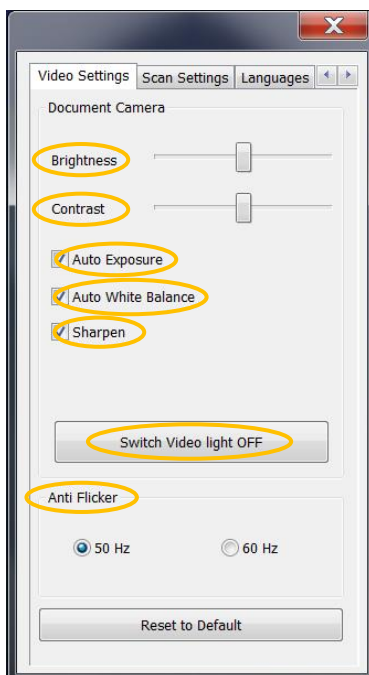 Video Settings Scan Settings Languages
Document Camera
Brightness
Contrast
Auto Exposure
Auto White Balance
Sharpen
Switch Video light OFF
Anti Flicker
50 Hz 60 Hz
Reset to Default